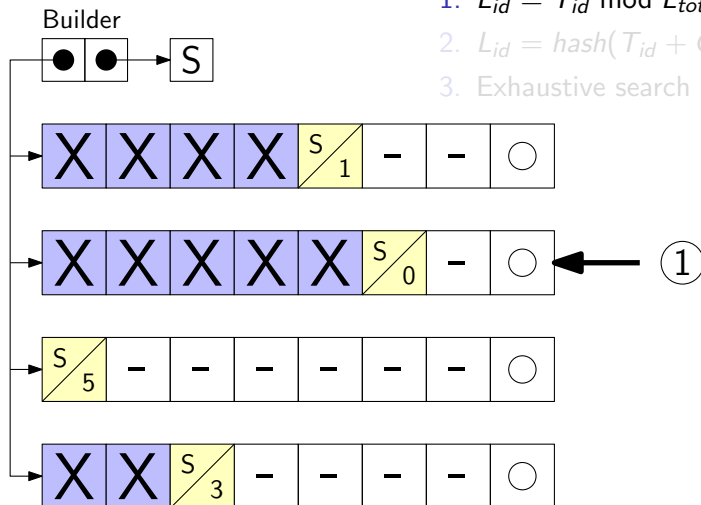 1. L_id = T_id mod L_tot
2. L_id = hash(T_id +
3. Exhaustive search
Builder
S
X X X X S/1 - -
X X X X X S/0 - 1
S/5 - - - - - -
X X S/3 - - - -